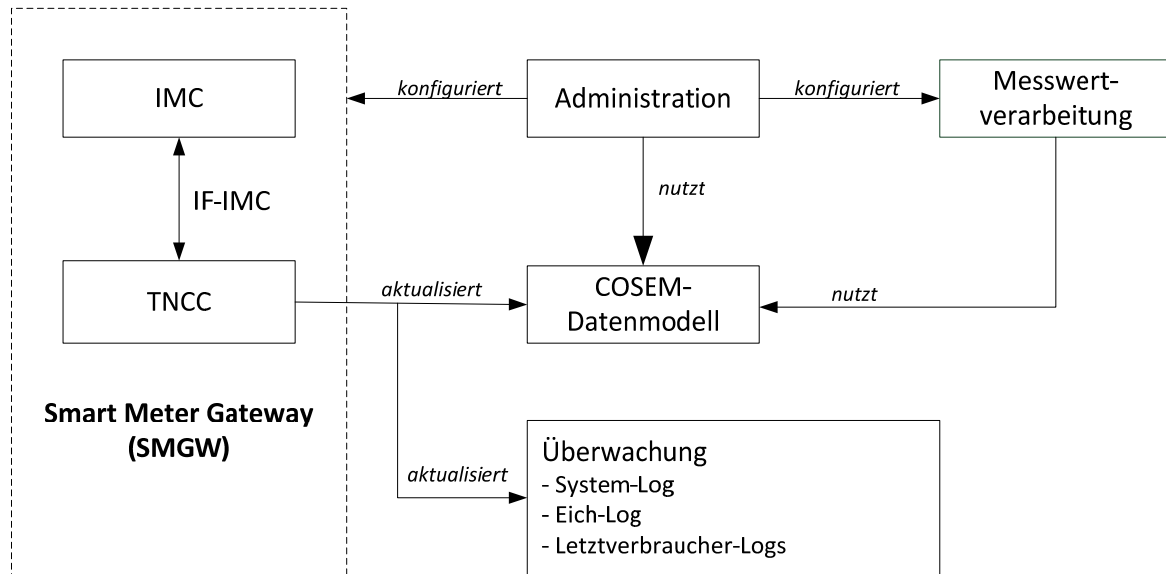 IMC
konfiguriert
Administration
konfiguriert
Messwert-
verarbeitung
IF-IMC
nutzt
TNCC
aktualisiert
COSEM-
Datenmodell
nutzt
Smart Meter Gateway
(SMGW)
aktualisiert
Überwachung
- System-Log
- Eich-Log
- Letztverbraucher-Logs